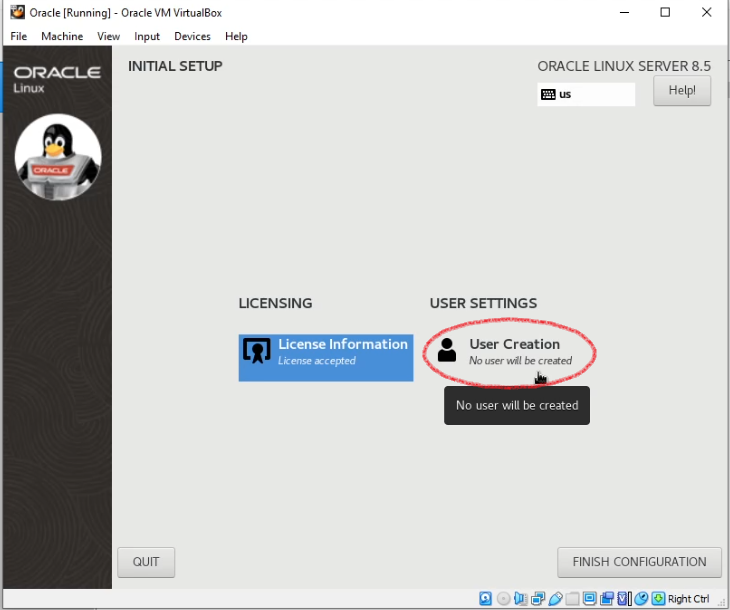 Oracle [Running] - Oracle VM VirtualBox
File Machine View Input Devices Help
ORACLE
Linux
INITIAL SETUP
ORACLE LINUX SERVER 8.5
us
Help!
ORACLE
LICENSING
USER SETTINGS
License Information
License accepted
User Creation
No user will be created
No user will be created
QUIT
FINISH CONFIGURATION
Right Ctrl